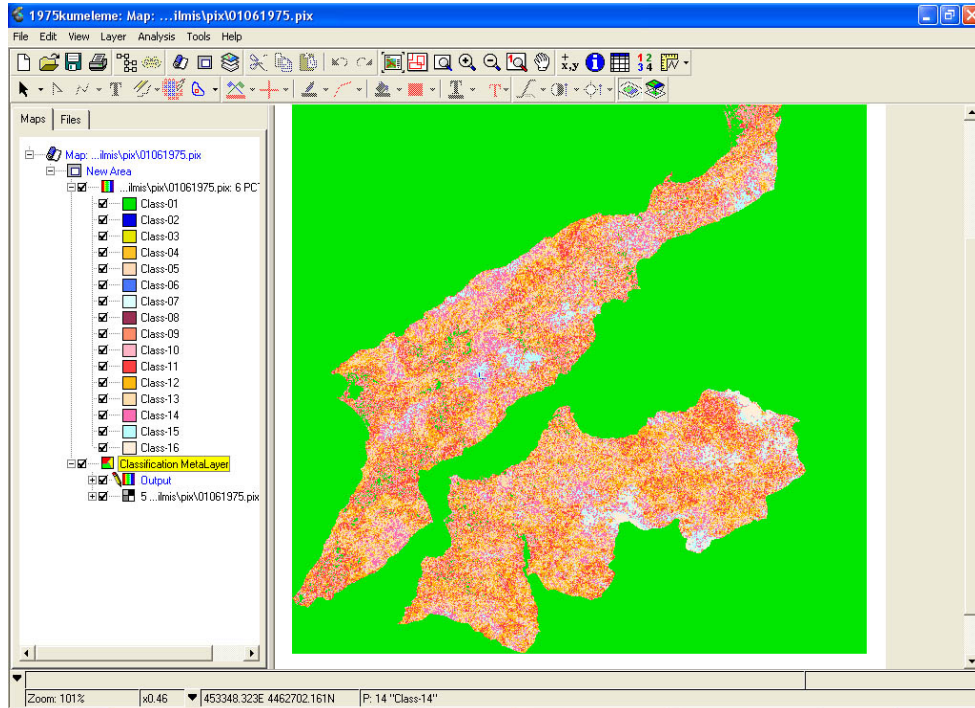 1975kumeleme: Map: ...ilmis\pix\01061975.pix
File Edit View Layer Analysis Tools Help
Maps Files
Map: ...ilmis\pix\01061975.pix
New Area
...ilmis\pix\01061975.pix: 6 PCT
Class-01
Class-02
Class-03
Class-04
Class-05
Class-06
Class-07
Class-08
Class-09
Class-10
Class-11
Class-12
Class-13
Class-14
Class-15
Class-16
Classification MetaLayer
Output
5 ...ilmis\pix\01061975.pix
Zoom: 101% x0.46 453348.323E 4462702.161N P: 14 "Class-14"